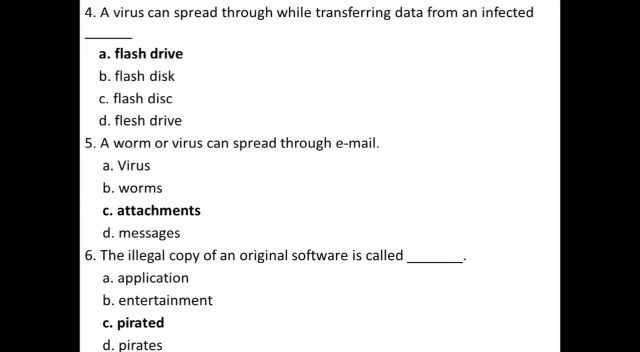 4. A virus can spread through while transferring data from an infected
_______
a. flash drive
b. flash disk
c. flash disc
d. flesh drive
5. A worm or virus can spread through e-mail.
a. Virus
b. worms
c. attachments
d. messages
6. The illegal copy of an original software is called ________.
a. application
b. entertainment
c. pirated
d. pirates